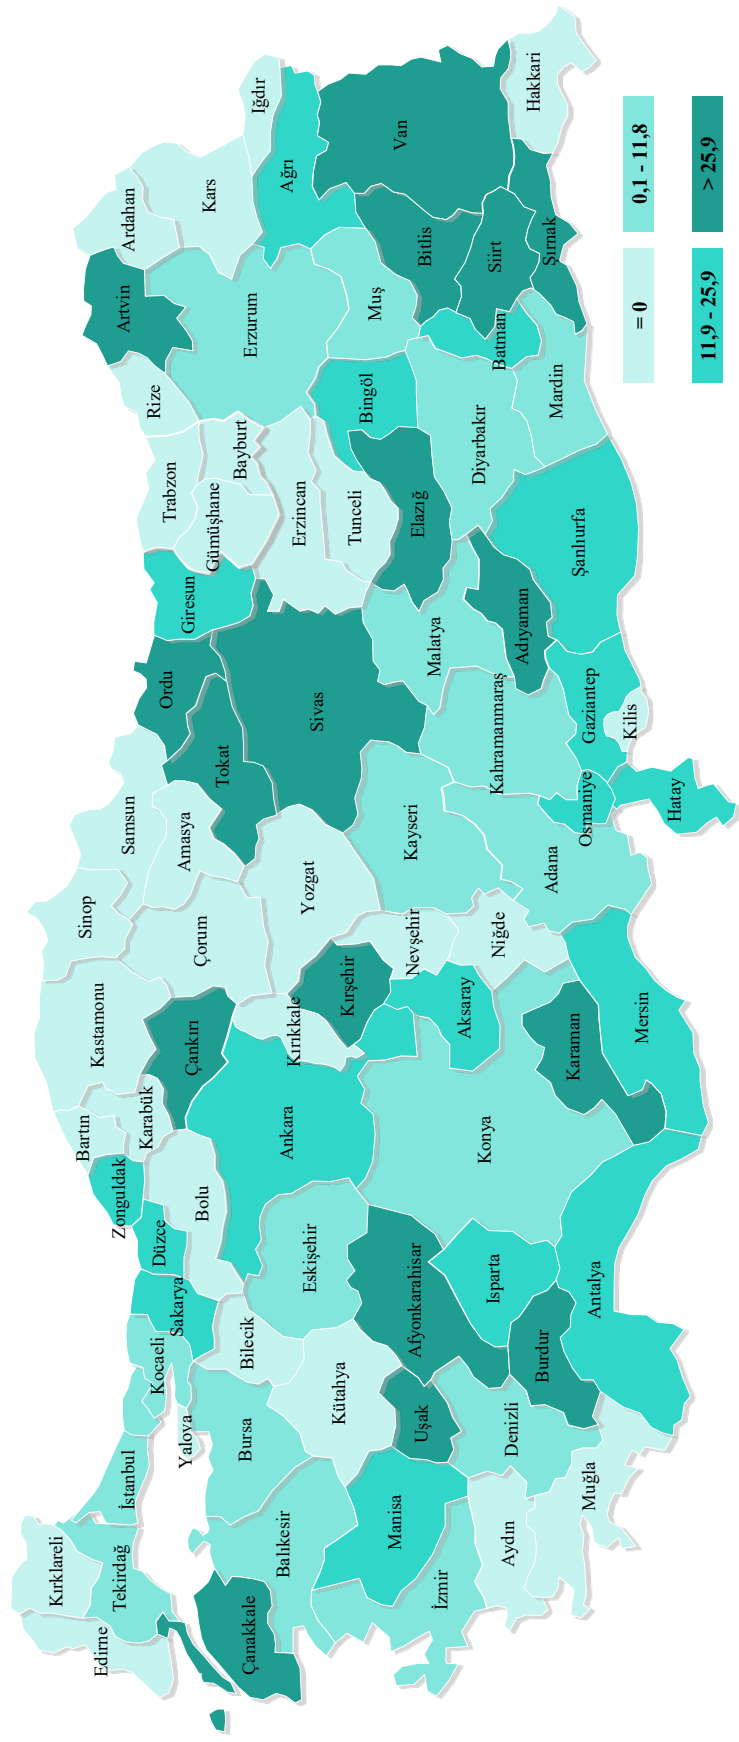 Kırklareli
Edirne
Tekirdağ
İstanbul
Yalova
Kocaeli
Sakarya
Düzce
Zonguldak
Bartın
Karabük
Bolu
Kastamonu
Çankırı
Sinop
Samsun
Amasya
Çorum
Tokat
Ordu
Giresun
Trabzon
Gümüşhane
Bayburt
Rize
Artvin
Ardahan
Kars
Iğdır
Ağrı
Erzurum
Erzincan
Tunceli
Bingöl
Muş
Bitlis
Van
Hakkari
Şırnak
Siirt
Batman
Mardin
Diyarbakır
Elazığ
Malatya
Sivas
Yozgat
Kırıkkale
Kırşehir
Ankara
Eskişehir
Bilecik
Bursa
Çanakkale
Balıkesir
Kütahya
Manisa
İzmir
Uşak
Afyonkarahisar
Aydın
Denizli
Muğla
Burdur
Isparta
Antalya
Konya
Karaman
Mersin
Aksaray
Nevşehir
Niğde
Kayseri
Adana
Kahramanmaraş
Osmaniye
Hatay
Gaziantep
Kilis
Adıyaman
Şanlıurfa
= 0
0,1 - 11,8
11,9 - 25,9
> 25,9